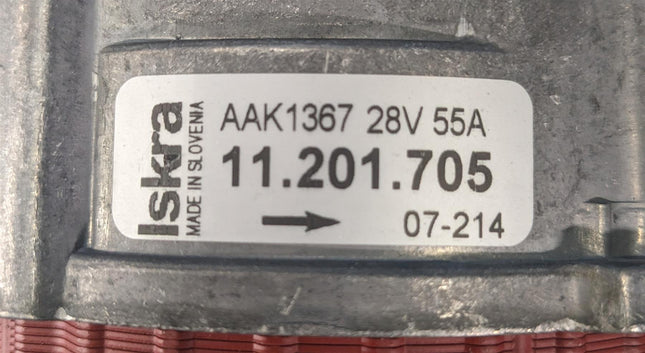 Iskra
MADE IN SLOVENIA
AAK1367 28V 55A
11.201.705
07-214